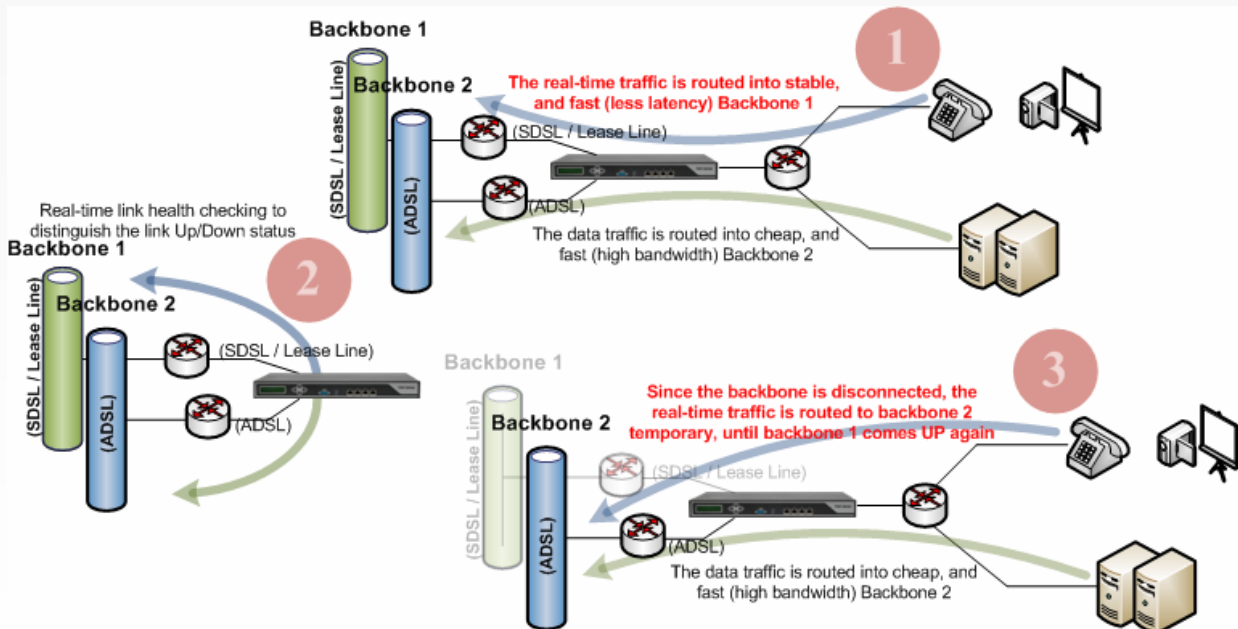 Backbone 1
Backbone 2
(SDSL / Lease Line)
(ADSL)
1
The real-time traffic is routed into stable,
and fast (less latency) Backbone 1
(SDSL / Lease Line)
(ADSL)
The data traffic is routed into cheap, and
fast (high bandwidth) Backbone 2
Real-time link health checking to
distinguish the link Up/Down status
Backbone 1
2
Backbone 2
(SDSL / Lease Line)
(ADSL)
(SDSL / Lease Line)
(ADSL)
Backbone 1
3
Since the backbone is disconnected, the
real-time traffic is routed to backbone 2
temporary, until backbone 1 comes UP again
Backbone 2
(SDSL / Lease Line)
(ADSL)
(SDSL / Lease Line)
(ADSL)
The data traffic is routed into cheap, and
fast (high bandwidth) Backbone 2